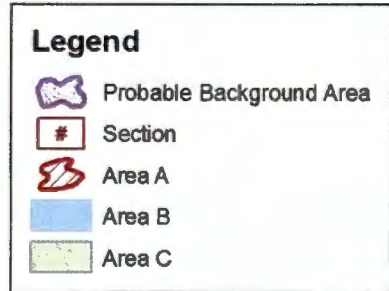 Legend
Probable Background Area
# Section
Area A
Area B
Area C